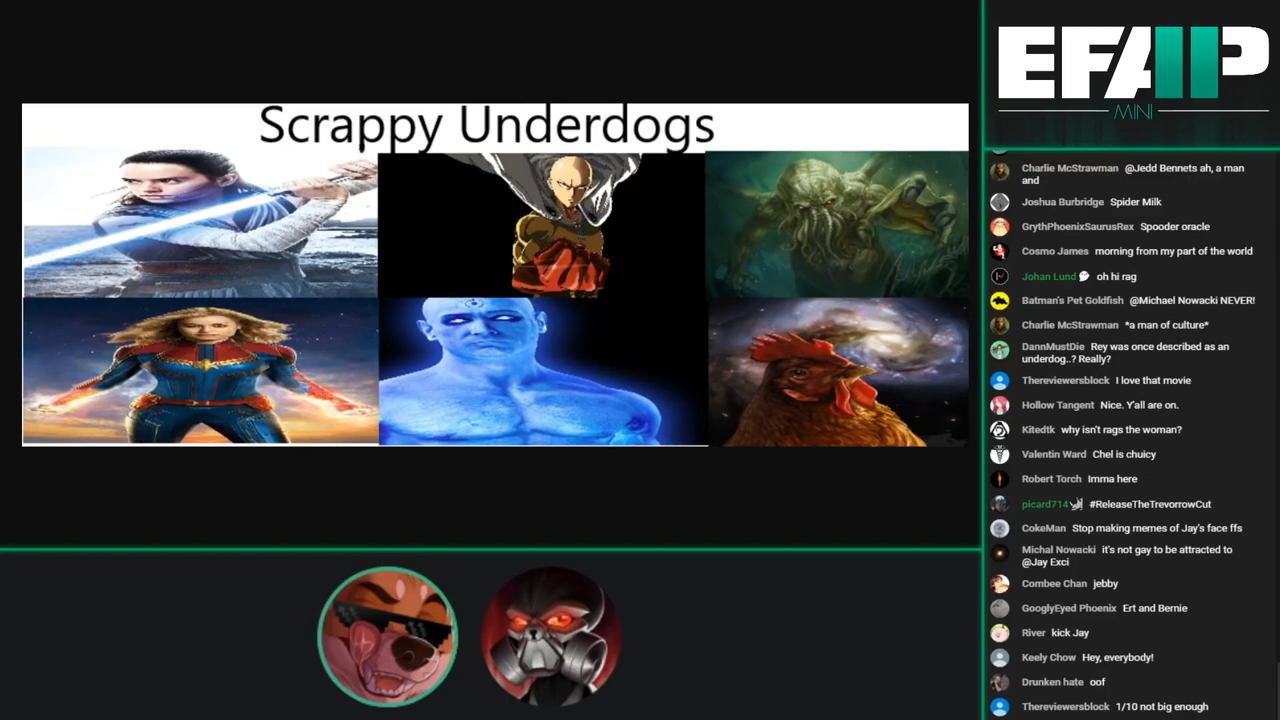 Scrappy Underdogs
EFAP
MINI
Charlie McStrawman @Jedd Bennets ah, a man
and
Joshua Burbridge Spider Milk
GrythPhoenixSaurusRex Spooder oracle
Cosmo James morning from my part of the world
Johan Lund oh hi rag
Batman's Pet Goldfish @Michael Nowacki NEVER!
Charlie McStrawman *a man of culture*
DannMustDie Rey was once described as an
underdog..? Really?
Thereviewersblock I love that movie
Hollow Tangent Nice. Y'all are on.
Kitedtk why isn't rags the woman?
Valentin Ward Chel is chuicy
Robert Torch Imma here
picard714 #ReleaseTheTrevorrowCut
CokeMan Stop making memes of Jay's face ffs
Michal Nowacki it's not gay to be attracted to
@Jay Exci
Combee Chan jebby
GooglyEyed Phoenix Ert and Bernie
River kick Jay
Keely Chow Hey, everybody!
Drunken hate oof
Thereviewersblock 1/10 not big enough